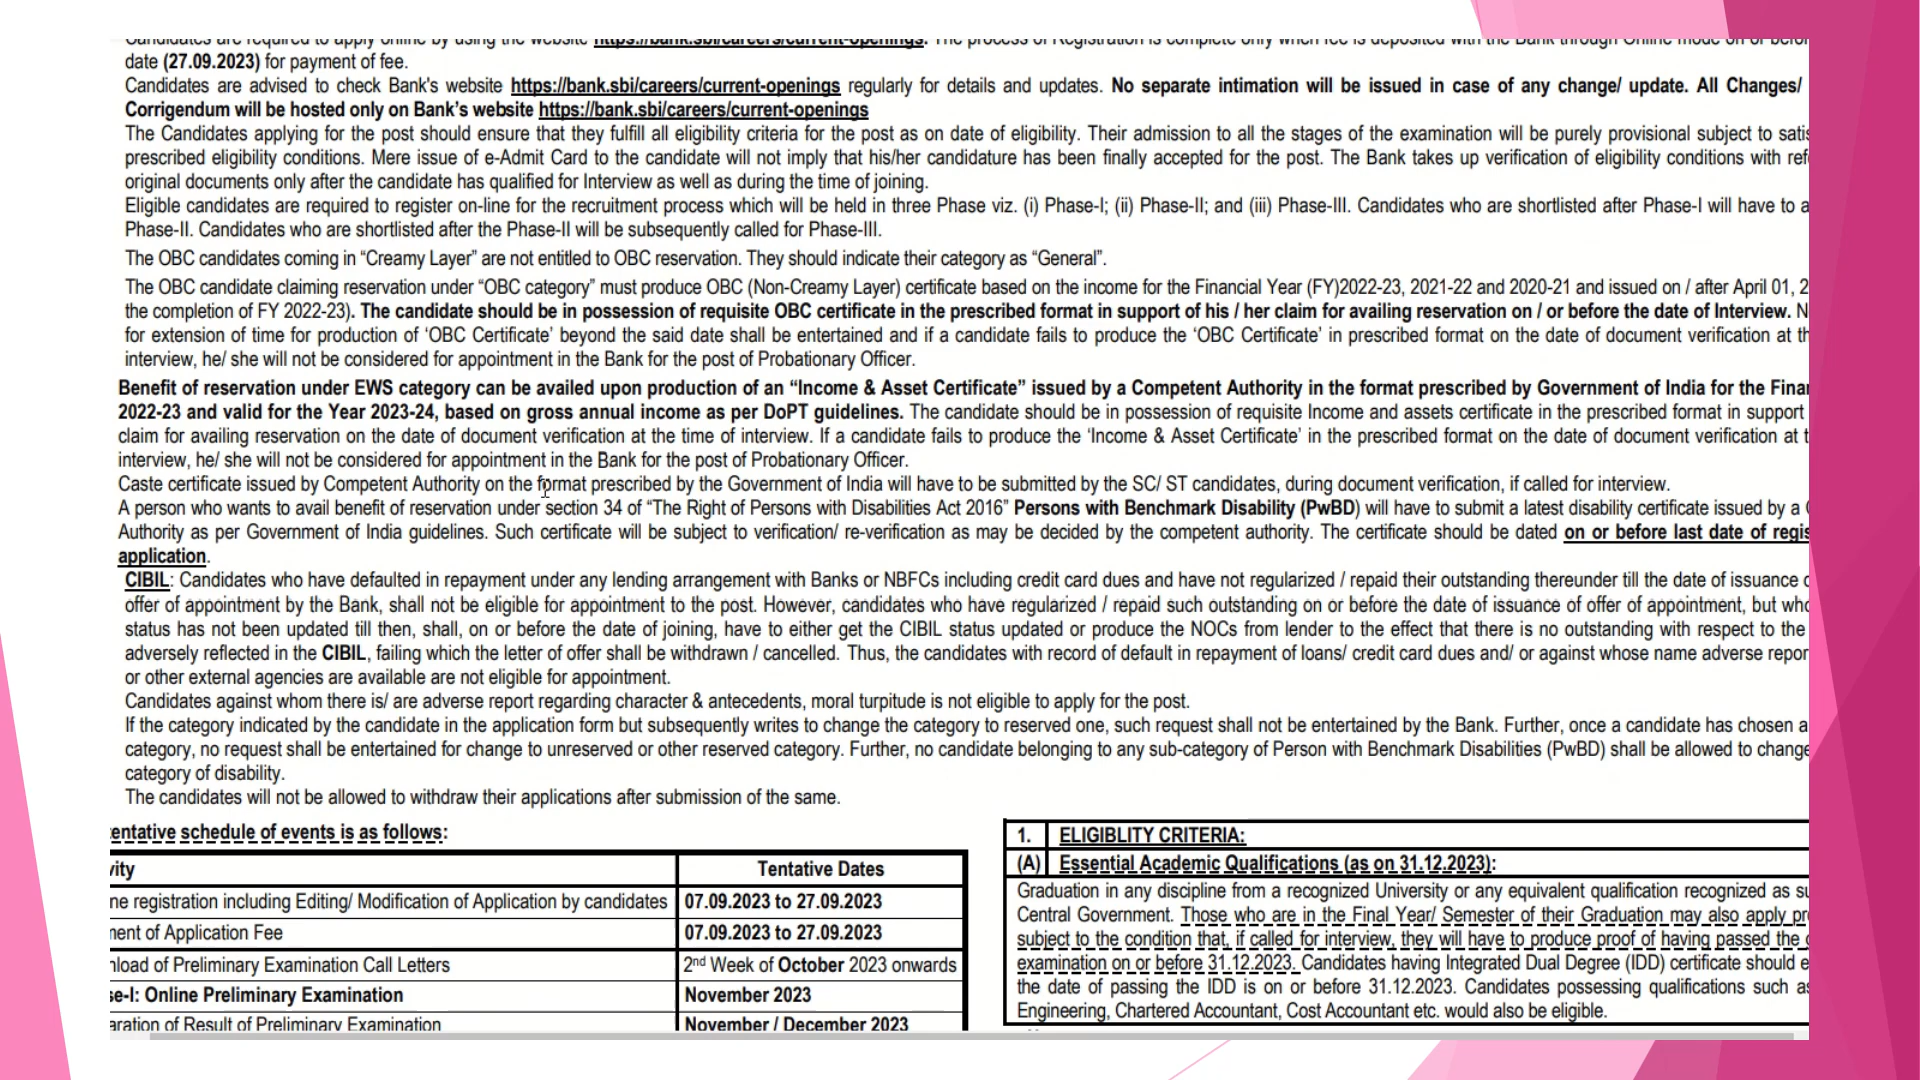 Candidates are required to apply online by using the website https://bank.sbi/careers/current-openings. The process of Registration is complete only when fee is deposited with the Bank through Online mode on or
date (27.09.2023) for payment of fee.
Candidates are advised to check Bank's website https://bank.sbi/careers/current-openings regularly for details and updates. No separate intimation will be issued in case of any change/ update. All Changes/
Corrigendum will be hosted only on Bank's website https://bank.sbi/careers/current-openings
The Candidates applying for the post should ensure that they fulfill all eligibility criteria for the post as on date of eligibility. Their admission to all the stages of the examination will be purely provisional subject to
prescribed eligibility conditions. Mere issue of e-Admit Card to the candidate will not imply that his/her candidature has been finally accepted for the post. The Bank takes up verification of eligibility conditions with
original documents only after the candidate has qualified for Interview as well as during the time of joining.
Eligible candidates are required to register on-line for the recruitment process which will be held in three Phase viz. (i) Phase-I; (ii) Phase-II; and (iii) Phase-III. Candidates who are shortlisted after Phase-I will have to
Phase-II. Candidates who are shortlisted after the Phase-II will be subsequently called for Phase-III.
The OBC candidates coming in “Creamy Layer” are not entitled to OBC reservation. They should indicate their category as “General”.
The OBC candidate claiming reservation under “OBC category” must produce OBC (Non-Creamy Layer) certificate based on the income for the Financial Year (FY)2022-23, 2021-22 and 2020-21 and issued on / after April 01,
the completion of FY 2022-23). The candidate should be in possession of requisite OBC certificate in the prescribed format in support of his / her claim for availing reservation on / or before the date of Interview.
for extension of time for production of ‘OBC Certificate’ beyond the said date shall be entertained and if a candidate fails to produce the ‘OBC Certificate’ in prescribed format on the date of document verification at
interview, he/ she will not be considered for appointment in the Bank for the post of Probationary Officer.
Benefit of reservation under EWS category can be availed upon production of an “Income & Asset Certificate” issued by a Competent Authority in the format prescribed by Government of India for the
2022-23 and valid for the Year 2023-24, based on gross annual income as per DoPT guidelines. The candidate should be in possession of requisite Income and assets certificate in the prescribed format in support
claim for availing reservation on the date of document verification at the time of interview. If a candidate fails to produce the ‘Income & Asset Certificate’ in the prescribed format on the date of document verification at
interview, he/ she will not be considered for appointment in the Bank for the post of Probationary Officer.
Caste certificate issued by Competent Authority on the format prescribed by the Government of India will have to be submitted by the SC/ ST candidates, during document verification, if called for interview.
A person who wants to avail benefit of reservation under section 34 of “The Right of Persons with Disabilities Act 2016” Persons with Benchmark Disability (PwBD) will have to submit a latest disability certificate issued by a
Authority as per Government of India guidelines. Such certificate will be subject to verification/ re-verification as may be decided by the competent authority. The certificate should be dated on or before last date of
application.
CIBIL: Candidates who have defaulted in repayment under any lending arrangement with Banks or NBFCs including credit card dues and have not regularized / repaid their outstanding thereunder till the date of issuance
offer of appointment by the Bank, shall not be eligible for appointment to the post. However, candidates who have regularized / repaid such outstanding on or before the date of issuance of offer of appointment, but
status has not been updated till then, shall, on or before the date of joining, have to either get the CIBIL status updated or produce the NOCs from lender to the effect that there is no outstanding with respect to the
adversely reflected in the CIBIL, failing which the letter of offer shall be withdrawn / cancelled. Thus, the candidates with record of default in repayment of loans/ credit card dues and/ or against whose name adverse
or other external agencies are available are not eligible for appointment.
Candidates against whom there is/ are adverse report regarding character & antecedents, moral turpitude is not eligible to apply for the post.
If the category indicated by the candidate in the application form but subsequently writes to change the category to reserved one, such request shall not be entertained by the Bank. Further, once a candidate has chosen a
category, no request shall be entertained for change to unreserved or other reserved category. Further, no candidate belonging to any sub-category of Person with Benchmark Disabilities (PwBD) shall be allowed to change
category of disability.
The candidates will not be allowed to withdraw their applications after submission of the same.
entative schedule of events is as follows:
vity Tentative Dates
ne registration including Editing/ Modification of Application by candidates 07.09.2023 to 27.09.2023
ment of Application Fee 07.09.2023 to 27.09.2023
nload of Preliminary Examination Call Letters 2nd Week of October 2023 onwards
se-I: Online Preliminary Examination November 2023
aration of Result of Preliminary Examination November / December 2023
1. ELIGIBLITY CRITERIA:
(A) Essential Academic Qualifications (as on 31.12.2023):
Graduation in any discipline from a recognized University or any equivalent qualification recognized as
Central Government. Those who are in the Final Year/ Semester of their Graduation may also apply
subject to the condition that, if called for interview, they will have to produce proof of having passed the
examination on or before 31.12.2023. Candidates having Integrated Dual Degree (IDD) certificate should
the date of passing the IDD is on or before 31.12.2023. Candidates possessing qualifications such
Engineering, Chartered Accountant, Cost Accountant etc. would also be eligible.